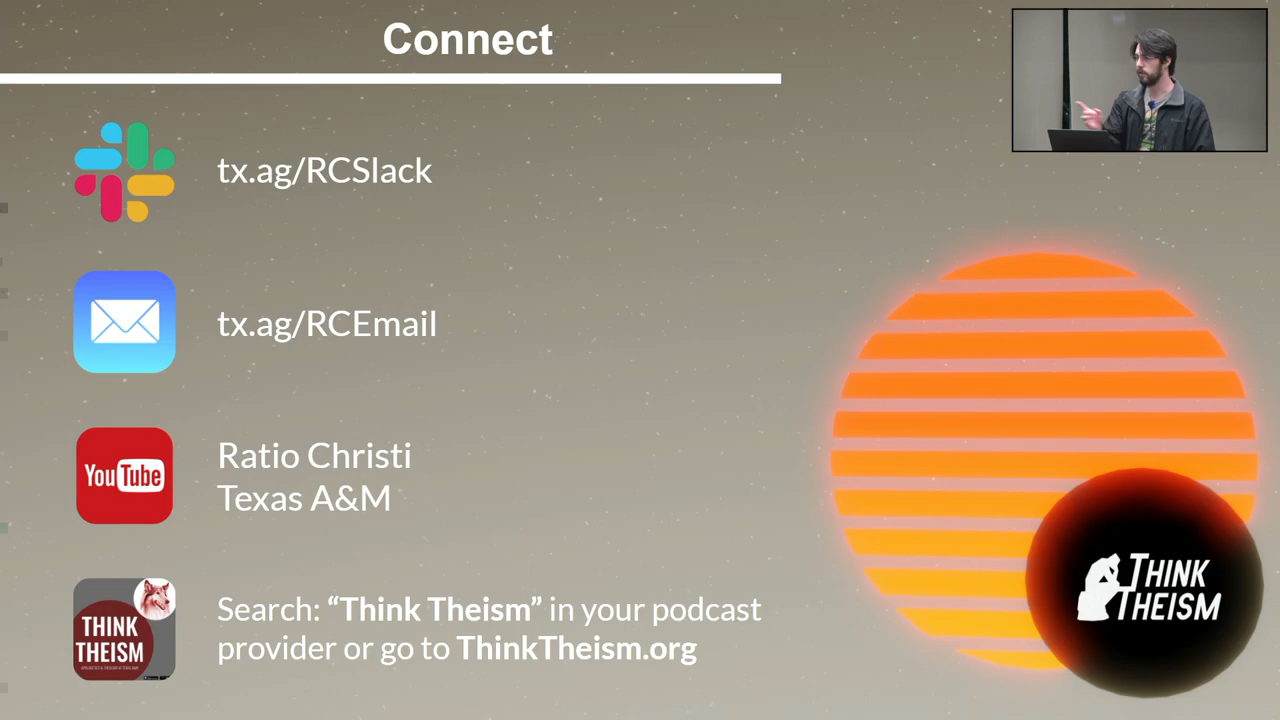 Connect
tx.ag/RCSlack
tx.ag/RCEmail
YouTube
Ratio Christi
Texas A&M
THINK
THEISM
Search: “Think Theism” in your podcast
provider or go to ThinkTheism.org
THINK
THEISM